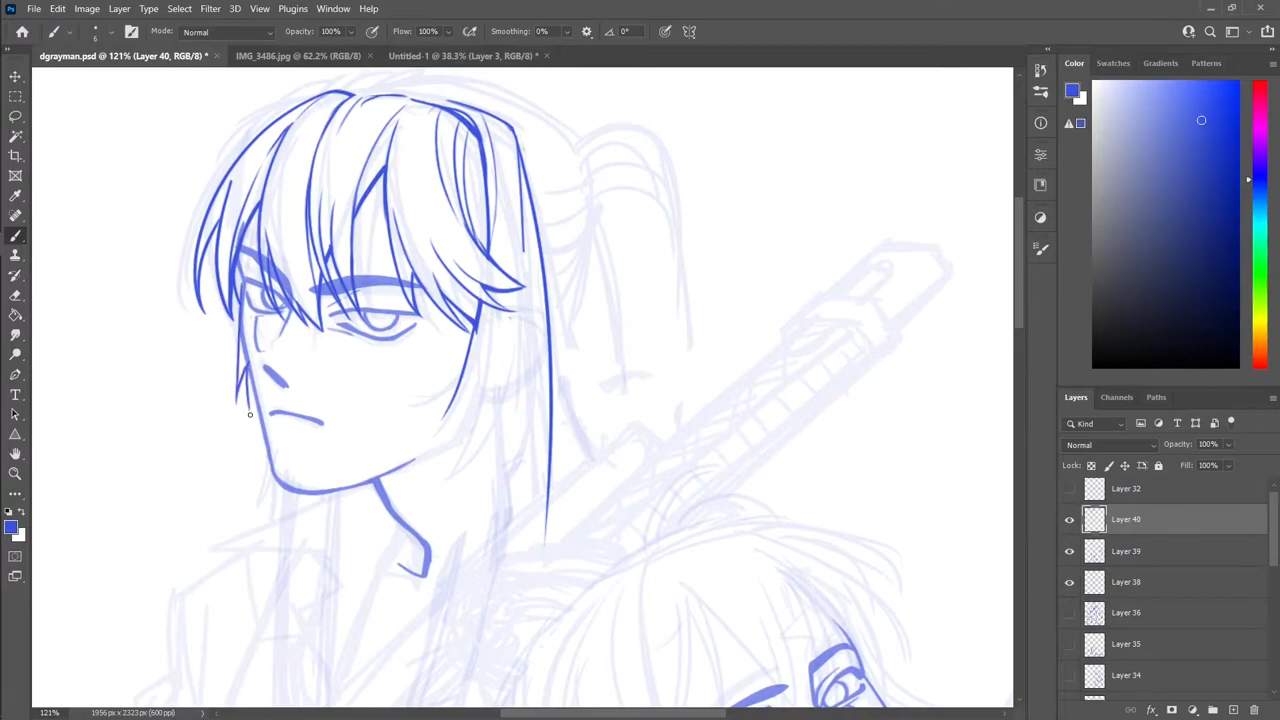 Ps File Edit Image Layer Type Select Filter 3D View Plugins Window Help
6 Mode: Normal Opacity: 100% Flow: 100% Smoothing: 0% 0°
dgrayman.psd @ 121% (Layer 40, RGB/8) * × IMG_3486.jpg @ 62.2% (RGB/8) × Untitled-1 @ 38.3% (Layer 3, RGB/8) * ×
Color Swatches Gradients Patterns
Layers Channels Paths
Kind
Normal Opacity: 100%
Lock: Fill: 100%
Layer 32
Layer 40
Layer 39
Layer 38
Layer 36
Layer 35
Layer 34
121% 1956 px x 2323 px (600 ppi)